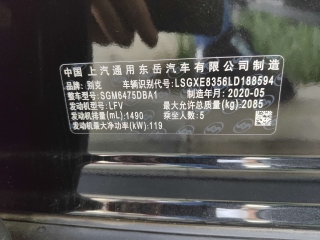 中国 上汽通用东岳汽车有限公司制造
品牌:别克 车辆识别代号:LSGXE8356LD188594
整车型号:SGM6475DBA1 制造年月:2020-05
发动机型号:LFV 最大允许总质量(kg):2085
发动机排量(mL):1490 乘坐人数:5
发动机最大净功率(kW):119